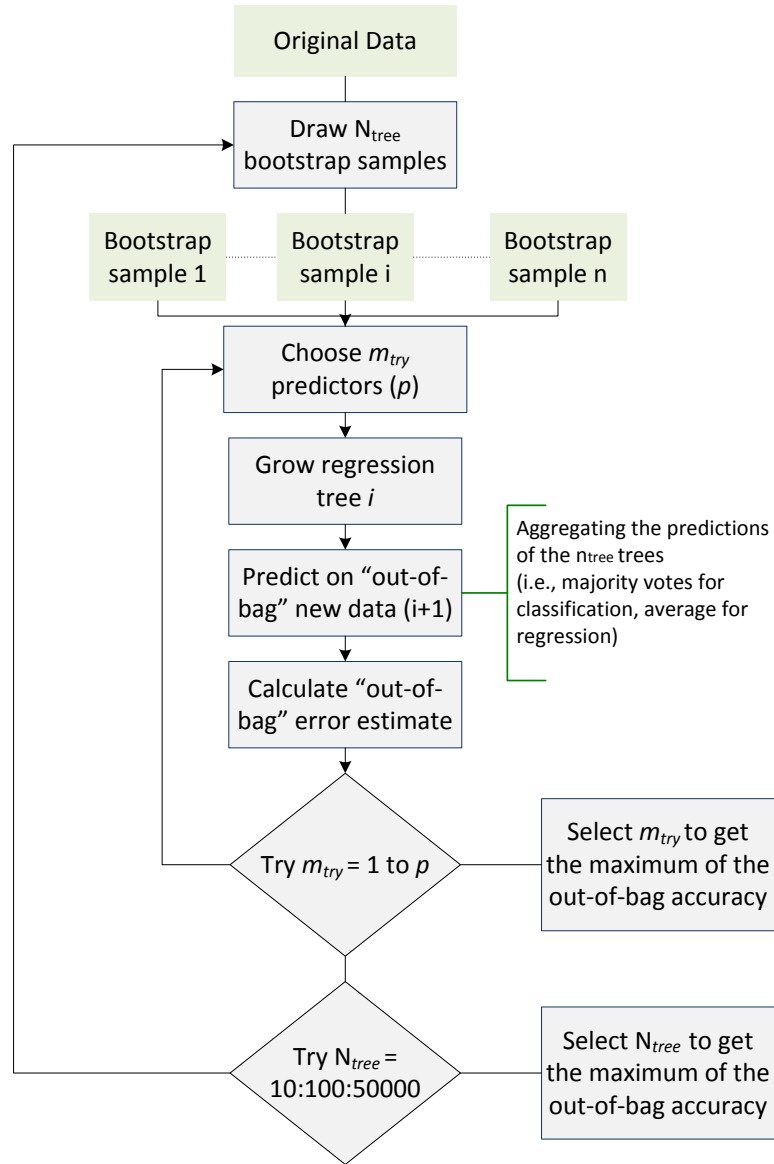 Original Data
Draw Ntree
bootstrap samples
Bootstrap
sample 1
Bootstrap
sample i
Bootstrap
sample n
Choose mtry
predictors (p)
Grow regression
tree i
Predict on “out-of-
bag” new data (i+1)
Aggregating the predictions
of the ntree trees
(i.e., majority votes for
classification, average for
regression)
Calculate “out-of-
bag” error estimate
Try mtry = 1 to p
Select mtry to get
the maximum of the
out-of-bag accuracy
Try Ntree =
10:100:50000
Select Ntree to get
the maximum of the
out-of-bag accuracy